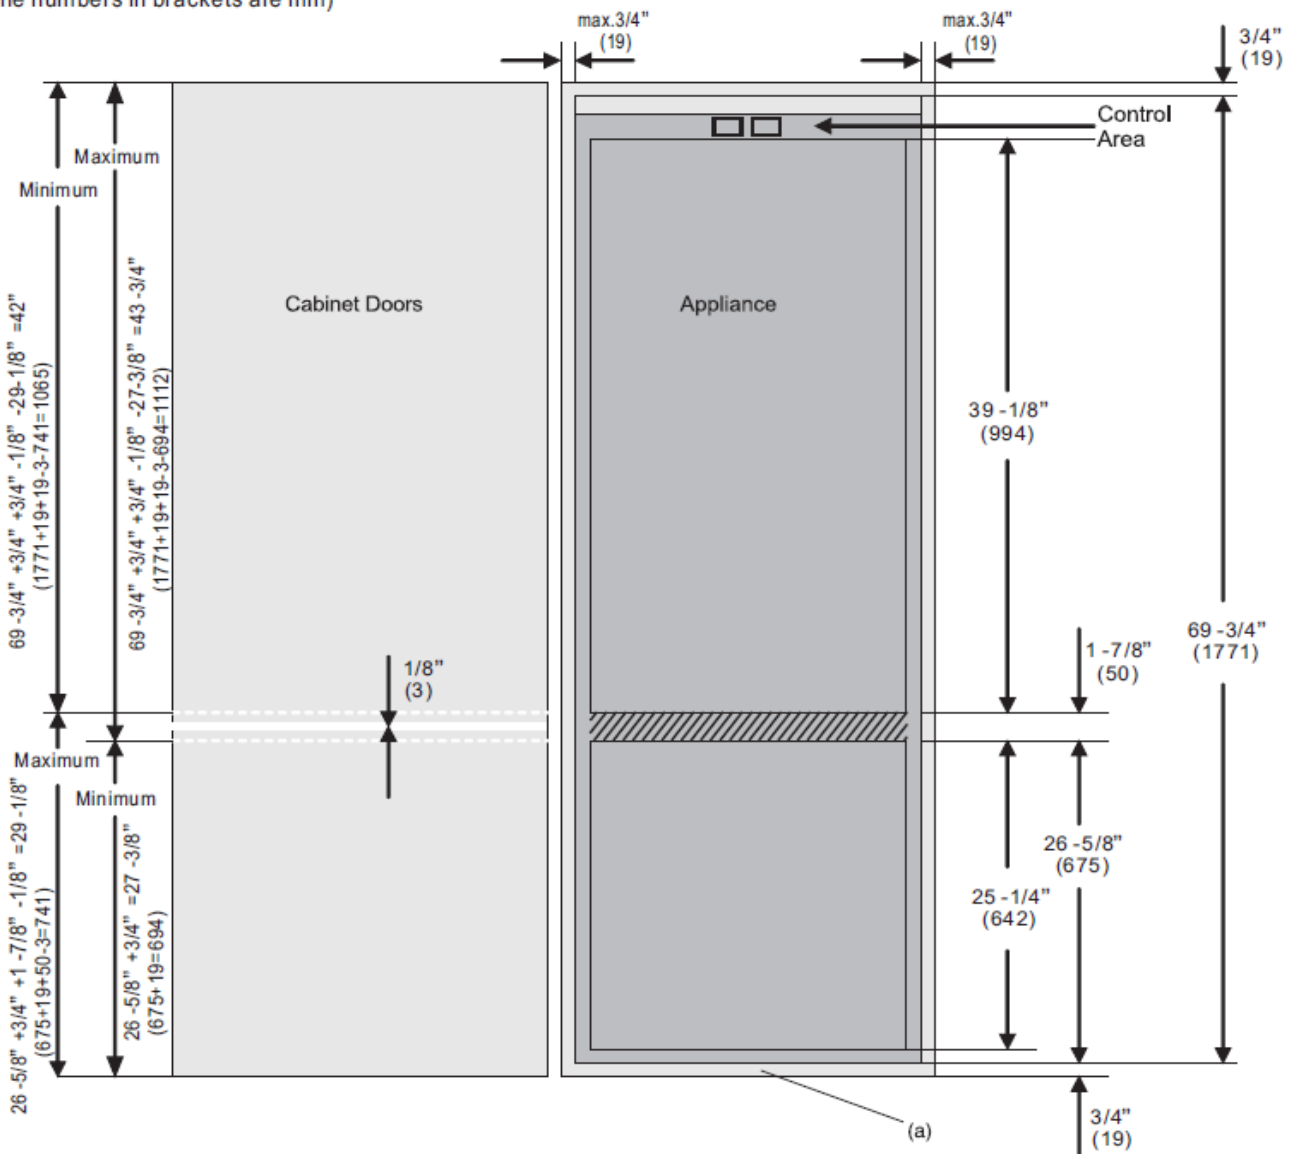 ne numbers in brackets are mm)
max.3/4”
(19)
max.3/4”
(19)
3/4”
(19)
Control
Area
Maximum
Minimum
Cabinet Doors
Appliance
69 -3/4” +3/4” +3/4” -1/8” -29-1/8” =42”
(1771+19+19-3-741=1065)
69 -3/4” +3/4” +3/4” -1/8” -27-3/8” =43 -3/4”
(1771+19+19-3-694=1112)
39 -1/8”
(994)
69 -3/4”
(1771)
1 -7/8”
(50)
1/8”
(3)
Maximum
Minimum
26 -5/8” +3/4” +1 -7/8” -1/8” =29 -1/8”
(675+19+50-3=741)
26 -5/8” +3/4” =27 -3/8”
(675+19=694)
26 -5/8”
(675)
25 -1/4”
(642)
(a)
3/4”
(19)